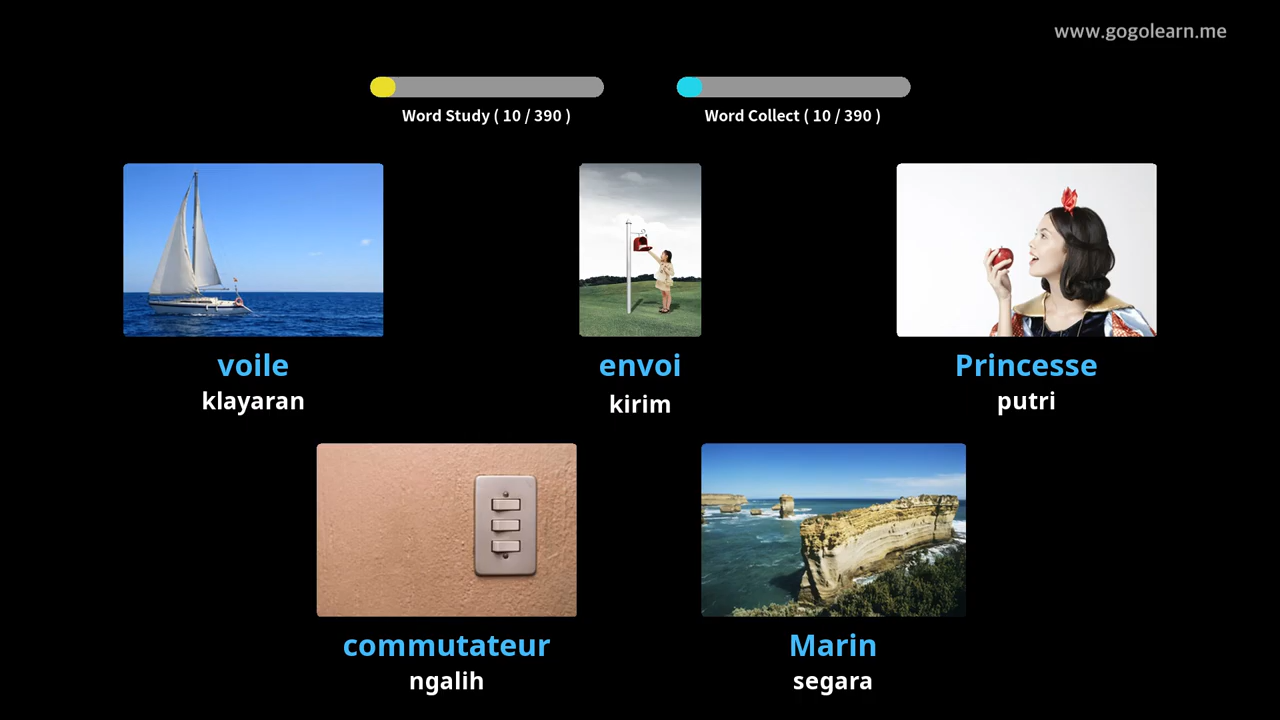 www.gogolearn.me
Word Study ( 10 / 390 )
Word Collect ( 10 / 390 )
voile
klayaran
envoi
kirim
Princesse
putri
commutateur
ngalih
Marin
segara